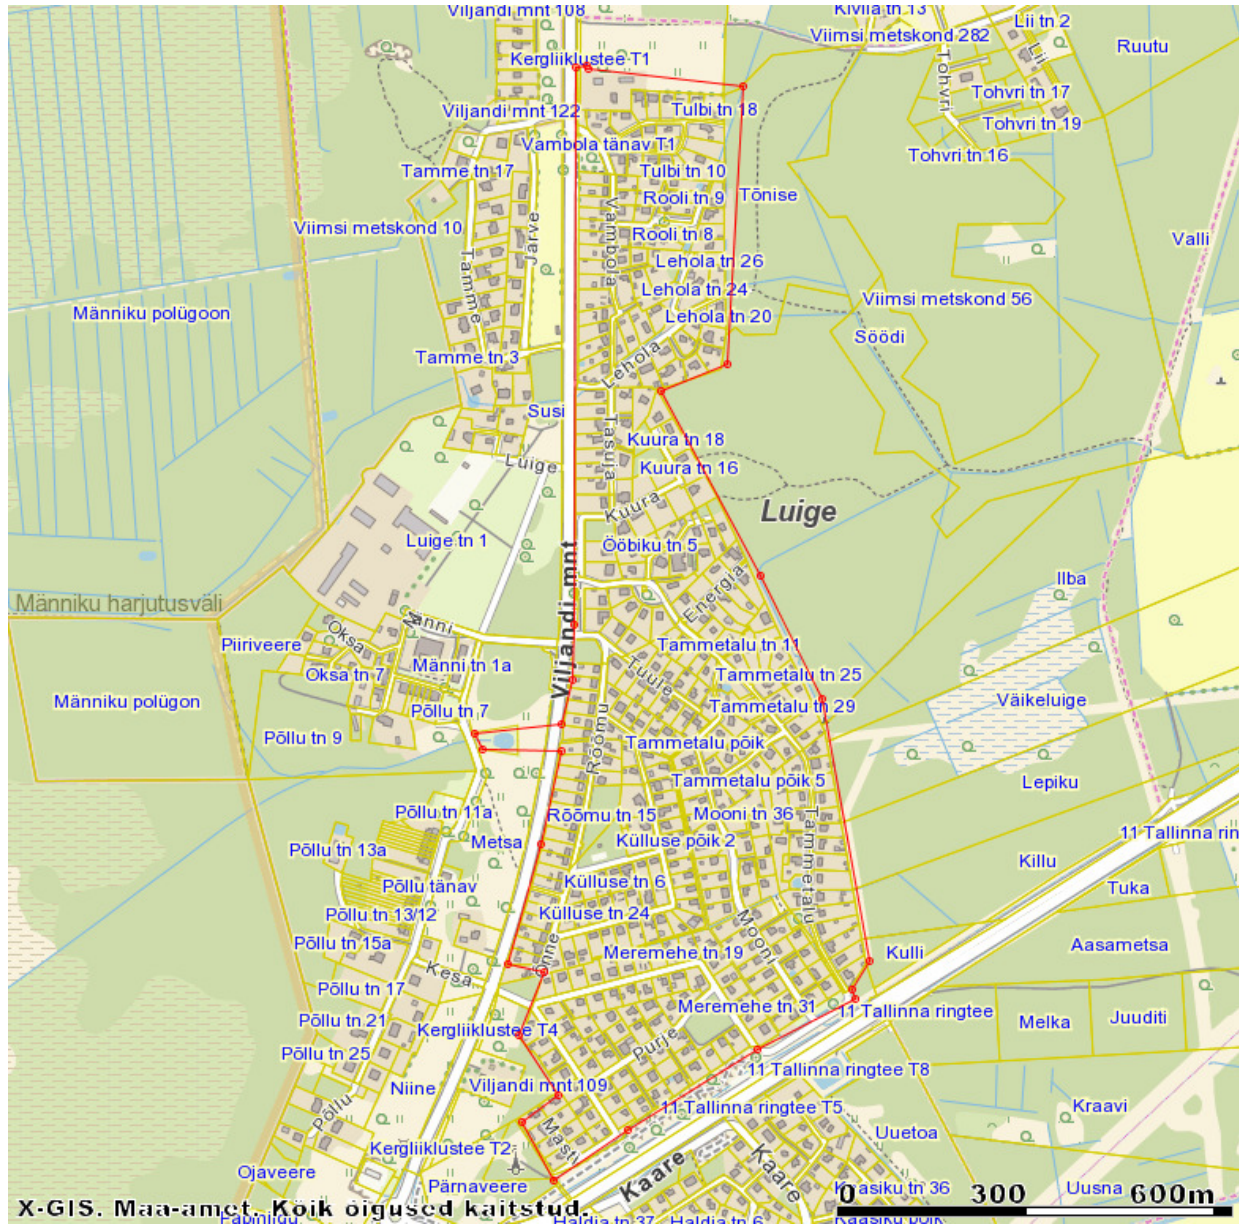 Viljandi mnt 108
Kivila tn 13
Lii tn 2
Viimsi metskond 282
Ruutu
Lii
Kergliiklustee T1
Tohvri
Tohvri tn 17
Viljandi mnt 122
Tulbi tn 18
Tohvri tn 19
Vambola tänav T1
Tohvri tn 16
Tamme tn 17
Tulbi tn 10
Rooli tn 9
Tõnise
Viimsi metskond 10
Järve
Vambola
Rooli tn 8
Valli
Tamme
Lehola tn 26
Lehola tn 24
Viimsi metskond 56
Männiku polügoon
Lehola tn 20
Söödi
Tamme tn 3
Lehola
Susi
Tasuja
Kuura tn 18
Luige
Kuura tn 16
Kuura
Luige
Luige tn 1
Ööbiku tn 5
Viljandi mnt
Energia
Ilba
Männiku harjutusväli
Männi
Oksa
Piiriveere
Tammetalu tn 11
Männi tn 1a
Oksa tn 7
Tuule
Tammetalu tn 25
Männiku polügon
Väikeluige
Põllu tn 7
Tammetalu tn 29
Põllu tn 9
Rõõmu
Tammetalu põik
Tammetalu põik 5
Lepiku
Põllu tn 11a
Rõõmu tn 15
Mooni tn 36
Tammetalu
11 Tallinna rin
Metsa
Külluse põik 2
Põllu tn 13a
Killu
Põllu tänav
Külluse tn 6
Tuka
Põllu tn 13/12
Külluse tn 24
Mooni
Põllu tn 15a
Õnne
Meremehe tn 19
Kulli
Aasametsa
Kesa
Põllu tn 17
Meremehe tn 31
11 Tallinna ringtee
Põllu tn 21
Kergliiklustee T4
Melka
Juuditi
Põllu tn 25
Purje
11 Tallinna ringtee T8
Niine
Viljandi mnt 109
Põllu
11 Tallinna ringtee T5
Kraavi
Masti
Uuetoa
Kergliiklustee T2
Kaare
Kaare
Ojaveere
Pärnaveere
Kaasiku tn 36
Uusna
0 300 600m
X-GIS. Maa-amet. Kõik õigused kaitstud.
Haldja tn 37
Haldja tn 6
Kaasiku põik